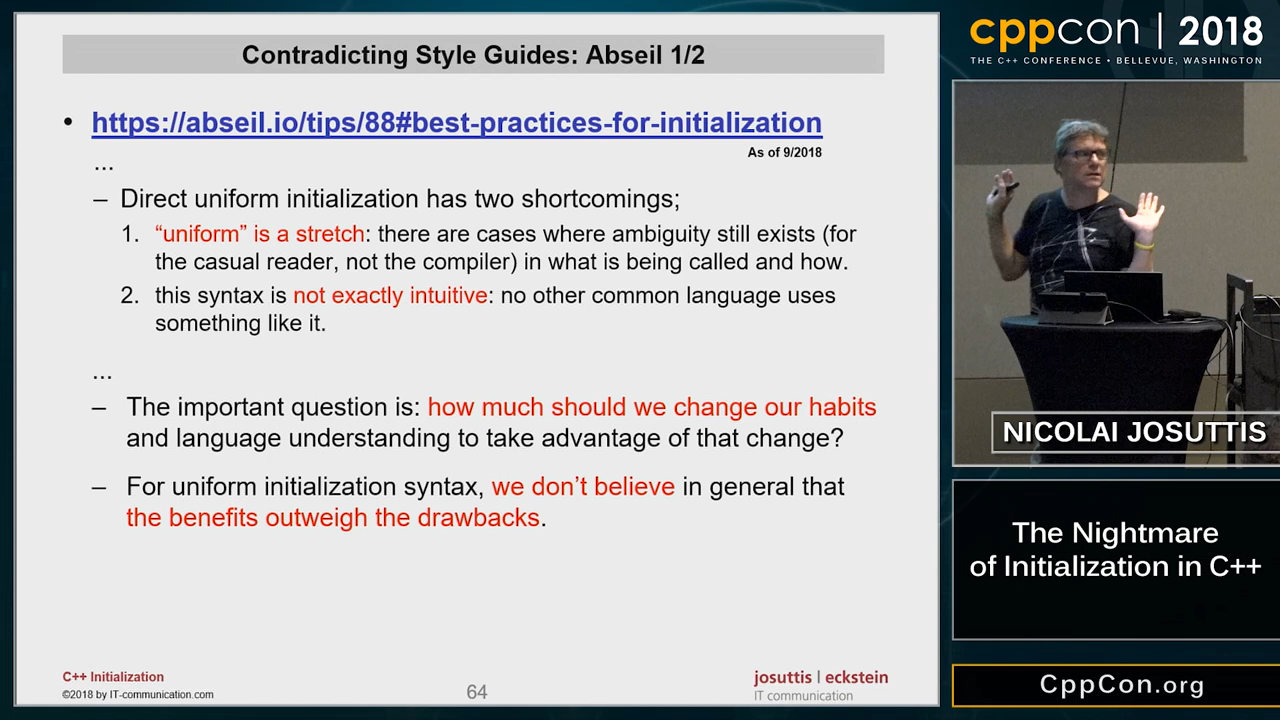 Contradicting Style Guides: Abseil 1/2
• https://abseil.io/tips/88#best-practices-for-initialization
As of 9/2018
...
– Direct uniform initialization has two shortcomings;
1. “uniform” is a stretch: there are cases where ambiguity still exists (for
the casual reader, not the compiler) in what is being called and how.
2. this syntax is not exactly intuitive: no other common language uses
something like it.
...
– The important question is: how much should we change our habits
and language understanding to take advantage of that change?
– For uniform initialization syntax, we don’t believe in general that
the benefits outweigh the drawbacks.
C++ Initialization
©2018 by IT-communication.com
64
josuttis | eckstein
IT communication
cppcon | 2018
THE C++ CONFERENCE • BELLEVUE, WASHINGTON
NICOLAI JOSUTTIS
The Nightmare
of Initialization in C++
CppCon.org